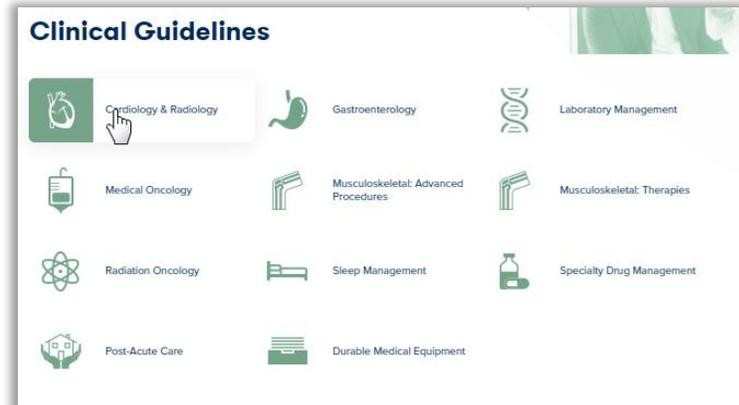 Clinical Guidelines
Cardiology & Radiology
Gastroenterology
Laboratory Management
Medical Oncology
Musculoskeletal: Advanced
Procedures
Musculoskeletal: Therapies
Radiation Oncology
Sleep Management
Specialty Drug Management
Post-Acute Care
Durable Medical Equipment